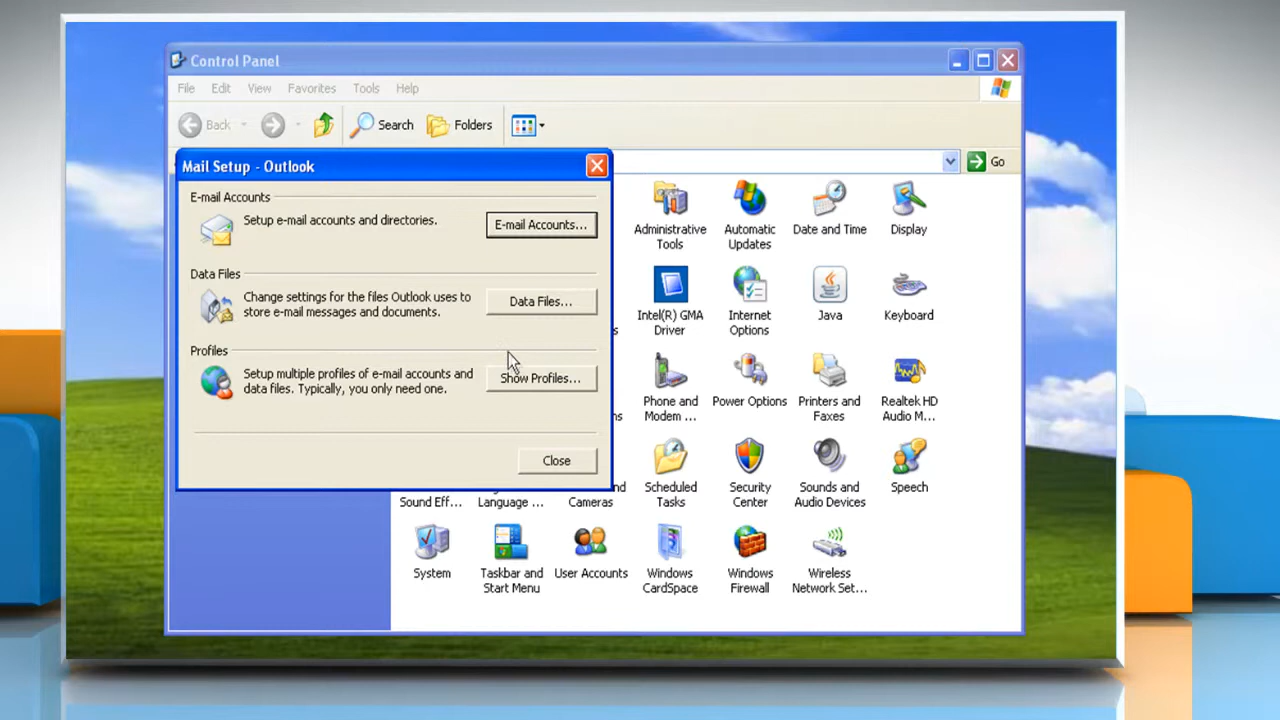 Control Panel
File Edit View Favorites Tools Help
Back Search Folders
Go
Mail Setup - Outlook
E-mail Accounts
Setup e-mail accounts and directories.
E-mail Accounts...
Data Files
Change settings for the files Outlook uses to
store e-mail messages and documents.
Data Files...
Profiles
Setup multiple profiles of e-mail accounts and
data files. Typically, you only need one.
Show Profiles...
Close
Administrative
Tools
Automatic
Updates
Date and Time
Display
Intel(R) GMA
Driver
Internet
Options
Java
Keyboard
Phone and
Modem ...
Power Options
Printers and
Faxes
Realtek HD
Audio M...
Sound Eff...
Language ...
Cameras
Scheduled
Tasks
Security
Center
Sounds and
Audio Devices
Speech
System
Taskbar and
Start Menu
User Accounts
Windows
CardSpace
Windows
Firewall
Wireless
Network Set...